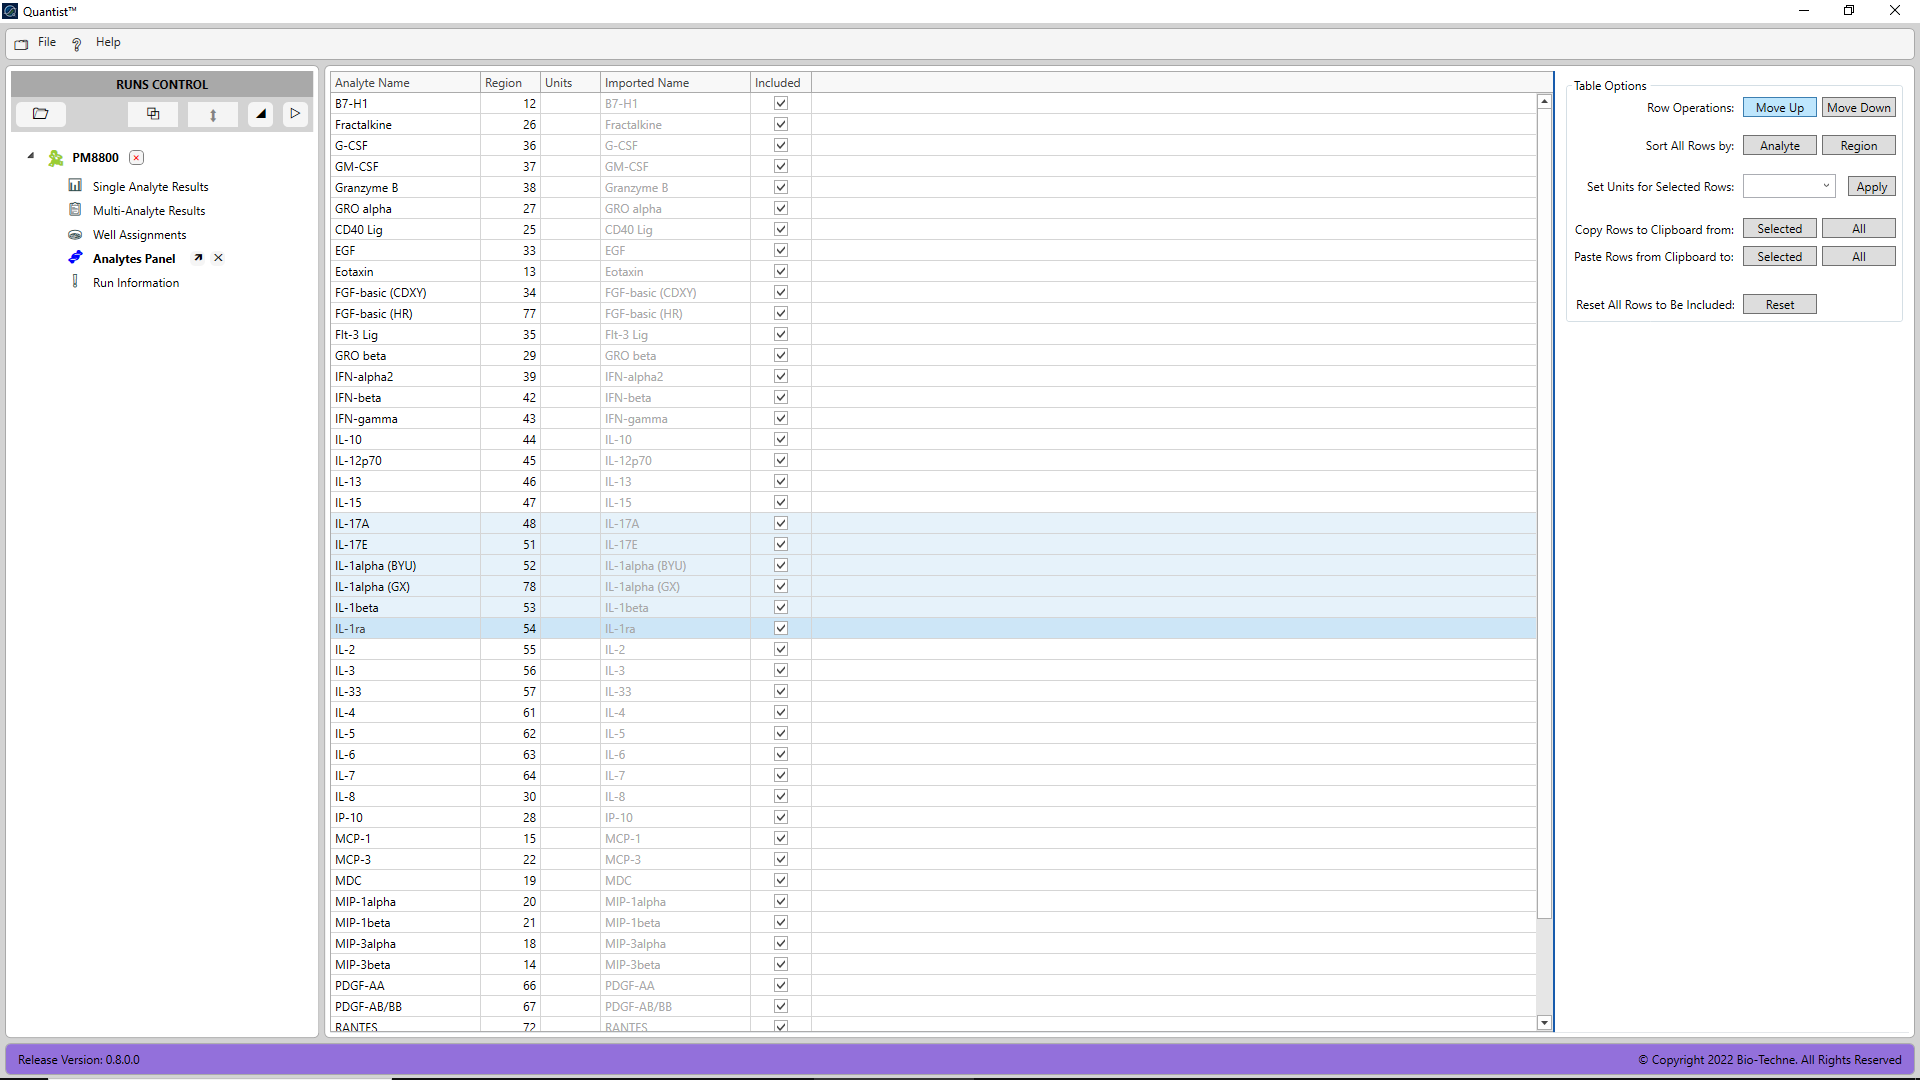 Quantist™
File Help
RUNS CONTROL
PM8800
Single Analyte Results
Multi-Analyte Results
Well Assignments
Analytes Panel
Run Information
Analyte Name Region Units Imported Name Included
B7-H1 12 B7-H1
Fractalkine 26 Fractalkine
G-CSF 36 G-CSF
GM-CSF 37 GM-CSF
Granzyme B 38 Granzyme B
GRO alpha 27 GRO alpha
CD40 Lig 25 CD40 Lig
EGF 33 EGF
Eotaxin 13 Eotaxin
FGF-basic (CDXY) 34 FGF-basic (CDXY)
FGF-basic (HR) 77 FGF-basic (HR)
Flt-3 Lig 35 Flt-3 Lig
GRO beta 29 GRO beta
IFN-alpha2 39 IFN-alpha2
IFN-beta 42 IFN-beta
IFN-gamma 43 IFN-gamma
IL-10 44 IL-10
IL-12p70 45 IL-12p70
IL-13 46 IL-13
IL-15 47 IL-15
IL-17A 48 IL-17A
IL-17E 51 IL-17E
IL-1alpha (BYU) 52 IL-1alpha (BYU)
IL-1alpha (GX) 78 IL-1alpha (GX)
IL-1beta 53 IL-1beta
IL-1ra 54 IL-1ra
IL-2 55 IL-2
IL-3 56 IL-3
IL-33 57 IL-33
IL-4 61 IL-4
IL-5 62 IL-5
IL-6 63 IL-6
IL-7 64 IL-7
IL-8 30 IL-8
IP-10 28 IP-10
MCP-1 15 MCP-1
MCP-3 22 MCP-3
MDC 19 MDC
MIP-1alpha 20 MIP-1alpha
MIP-1beta 21 MIP-1beta
MIP-3alpha 18 MIP-3alpha
MIP-3beta 14 MIP-3beta
PDGF-AA 66 PDGF-AA
PDGF-AB/BB 67 PDGF-AB/BB
RANTES 72 RANTES
Table Options
Row Operations: Move Up Move Down
Sort All Rows by: Analyte Region
Set Units for Selected Rows: Apply
Copy Rows to Clipboard from: Selected All
Paste Rows from Clipboard to: Selected All
Reset All Rows to Be Included: Reset
Release Version: 0.8.0.0
© Copyright 2022 Bio-Techne. All Rights Reserved